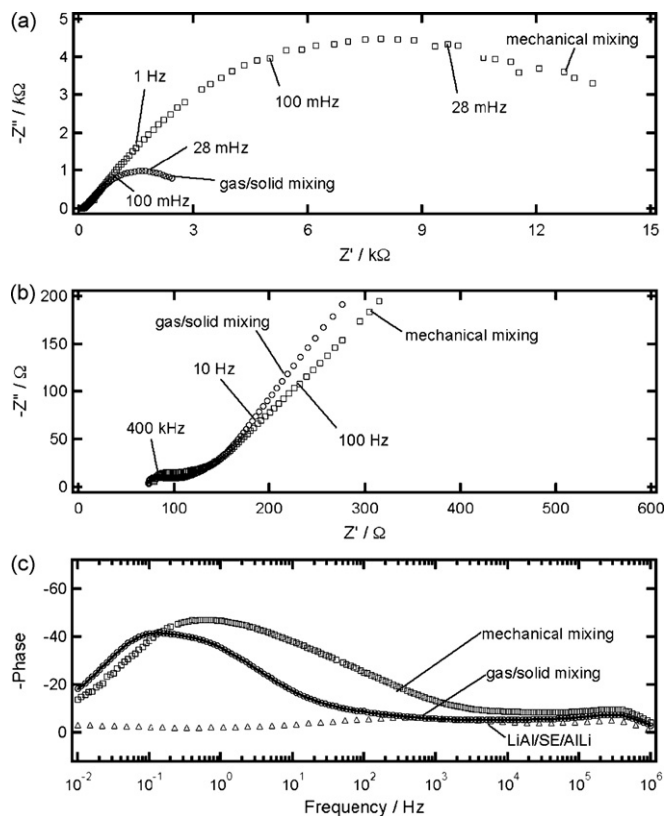 (a)
5
4
3
2
1
0
-Z'' / kΩ
mechanical mixing
1 Hz
100 mHz
28 mHz
28 mHz
gas/solid mixing
100 mHz
0 3 6 9 12 15
Z' / kΩ
(b)
200
150
100
50
0
-Z'' / Ω
gas/solid mixing
mechanical mixing
10 Hz
400 kHz
100 Hz
0 100 200 300 400 500 600
Z' / Ω
(c)
-60
-40
-20
0
-Phase
mechanical mixing
gas/solid mixing
LiAl/SE/AlLi
10⁻² 10⁻¹ 10⁰ 10¹ 10² 10³ 10⁴ 10⁵ 10⁶
Frequency / Hz